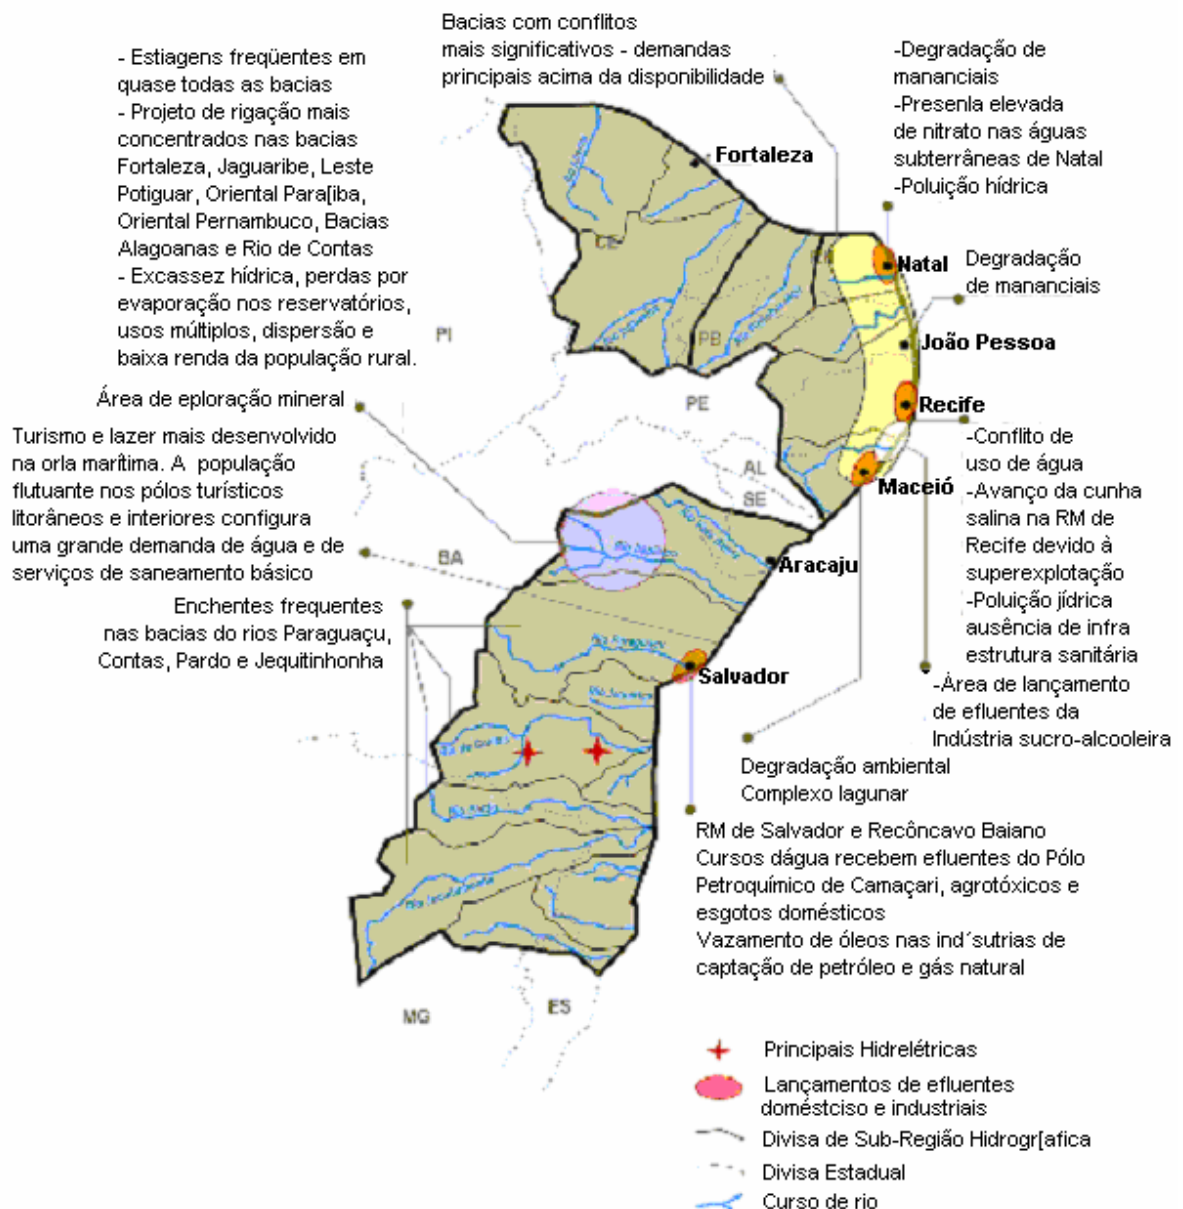 Bacias com conflitos
mais significativos - demandas
principais acima da disponibilidade
- Estiagens freqüentes em
quase todas as bacias
- Projeto de rigação mais
concentrados nas bacias
Fortaleza, Jaguaribe, Leste
Potiguar, Oriental Para[iba,
Oriental Pernambuco, Bacias
Alagoanas e Rio de Contas
- Excassez hídrica, perdas por
evaporação nos reservatórios,
usos múltiplos, dispersão e
baixa renda da população rural.
-Degradação de
mananciais
-Presenla elevada
de nitrato nas águas
subterrâneas de Natal
-Poluição hídrica
Fortaleza
CE
Natal
Degradação
de mananciais
PI
PB
João Pessoa
Área de eploração mineral
PE
Recife
Turismo e lazer mais desenvolvido
na orla marítima. A população
flutuante nos pólos turísticos
litorâneos e interiores configura
uma grande demanda de água e de
serviços de saneamento básico
-Conflito de
uso de água
-Avanço da cunha
salina na RM de
Recife devido à
superexplotação
-Poluição jídrica
ausência de infra
estrutura sanitária
AL
SE
Maceió
BA
Aracaju
Enchentes frequentes
nas bacias do rios Paraguaçu,
Contas, Pardo e Jequitinhonha
Rio Paraguaçu
Salvador
-Área de lançamento
de efluentes da
Indústria sucro-alcooleira
Rio de Contas
Rio Pardo
Rio Jequitinhonha
Degradação ambiental
Complexo lagunar
RM de Salvador e Recôncavo Baiano
Cursos dágua recebem efluentes do Pólo
Petroquímico de Camaçari, agrotóxicos e
esgotos domésticos
Vazamento de óleos nas ind´sutrias de
captação de petróleo e gás natural
MG
ES
Principais Hidrelétricas
Lançamentos de efluentes
doméstciso e industriais
Divisa de Sub-Região Hidrogr[afica
Divisa Estadual
Curso de rio